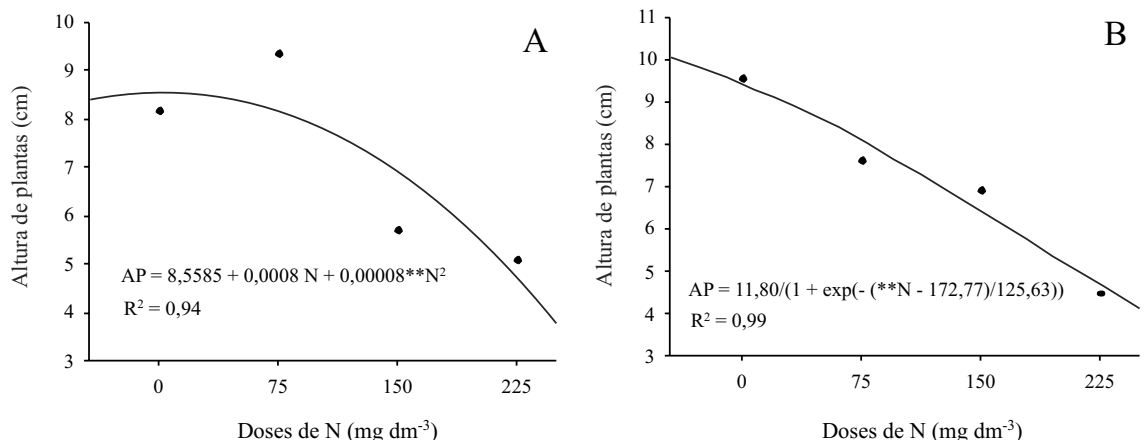 A
Altura de plantas (cm)
10
9
8
7
6
5
4
3
AP = 8,5585 + 0,0008 N + 0,00008**N²
R² = 0,94
0 75 150 225
Doses de N (mg dm⁻³)
B
Altura de plantas (cm)
11
10
9
8
7
6
5
4
3
AP = 11,80/(1 + exp(- (**N - 172,77)/125,63))
R² = 0,99
0 75 150 225
Doses de N (mg dm⁻³)